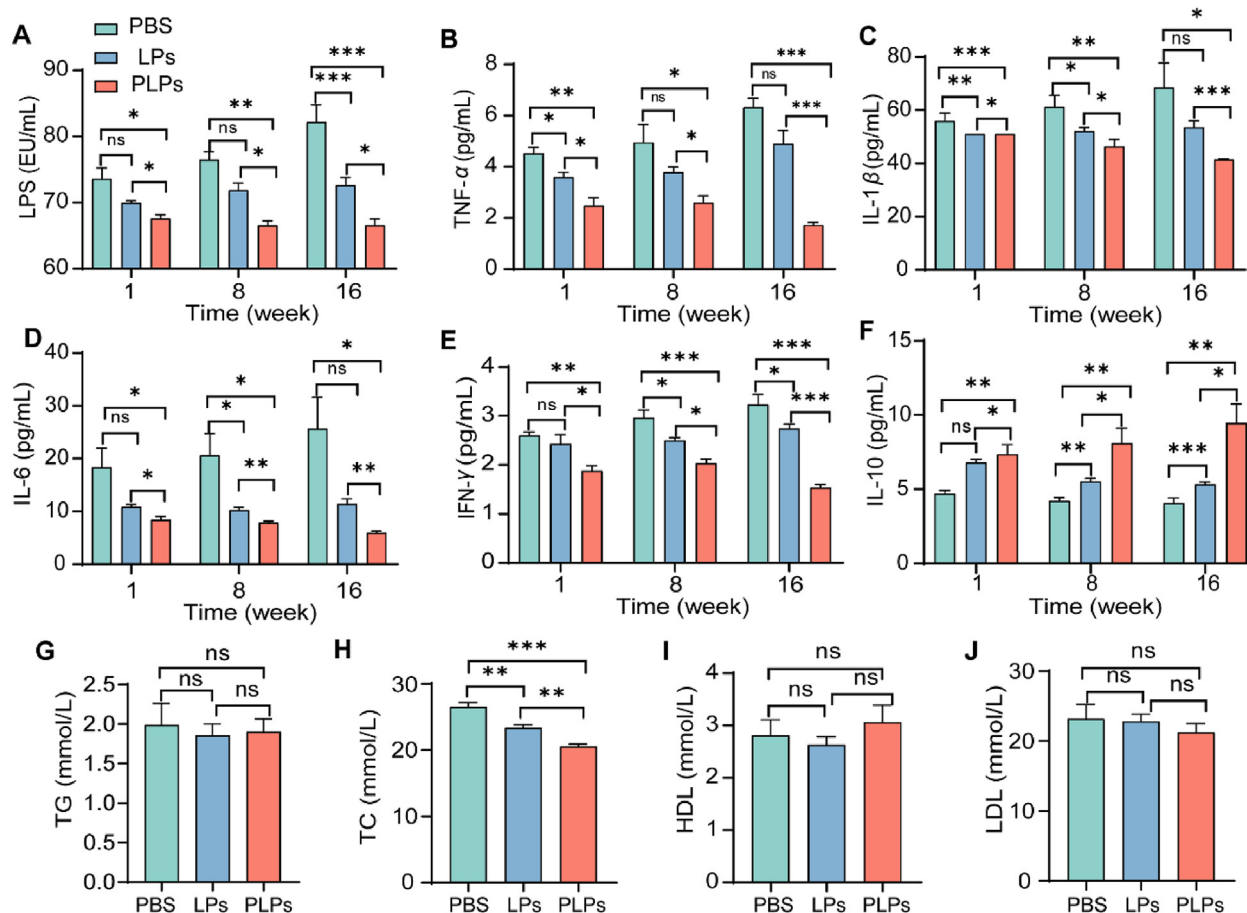 A
PBS
LPs
PLPs
LPS (EU/mL)
90
80
70
60
*
ns
*
**
ns
*
***
***
*
1 8 16
Time (week)
B
TNF-α (pg/mL)
8
6
4
2
0
**
*
*
*
ns
*
***
ns
***
1 8 16
Time (week)
C
IL-1β(pg/mL)
80
60
40
20
0
***
**
*
**
*
*
*
ns
***
1 8 16
Time (week)
D
IL-6 (pg/mL)
40
30
20
10
0
*
ns
*
*
*
**
*
ns
**
1 8 16
Time (week)
E
IFN-γ (pg/mL)
4
3
2
1
0
**
ns
*
***
*
*
***
*
***
1 8 16
Time (week)
F
IL-10 (pg/mL)
15
10
5
0
**
ns
*
**
*
**
**
*
***
1 8 16
Time (week)
G
TG (mmol/L)
2.5
2.0
1.5
1.0
0.5
0.0
ns
ns
ns
PBS LPs PLPs
H
TC (mmol/L)
30
20
10
0
***
**
**
PBS LPs PLPs
I
HDL (mmol/L)
4
3
2
1
0
ns
ns
ns
PBS LPs PLPs
J
LDL (mmol/L)
30
20
10
0
ns
ns
ns
PBS LPs PLPs